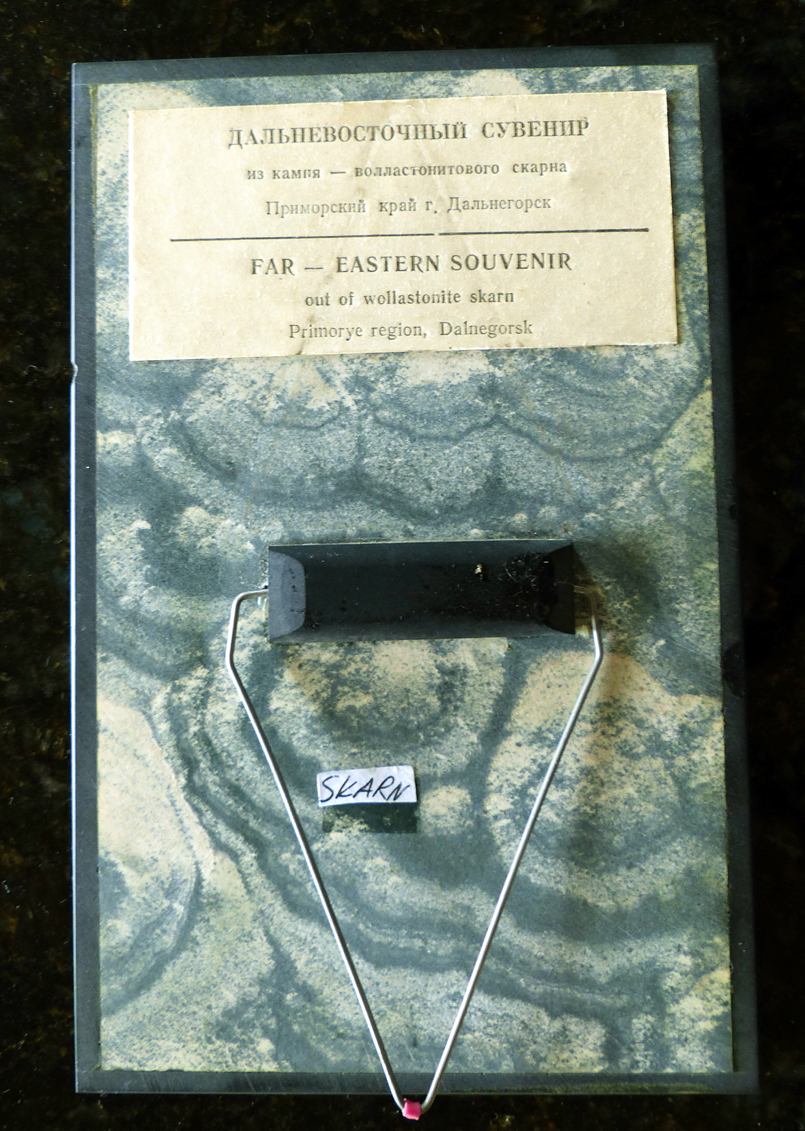 ДАЛЬНЕВОСТОЧНЫЙ СУВЕНИР
из камня — волластонитового скарна
Приморский край г. Дальнегорск
FAR — EASTERN SOUVENIR
out of wollastonite skarn
Primorye region, Dalnegorsk
SKARN